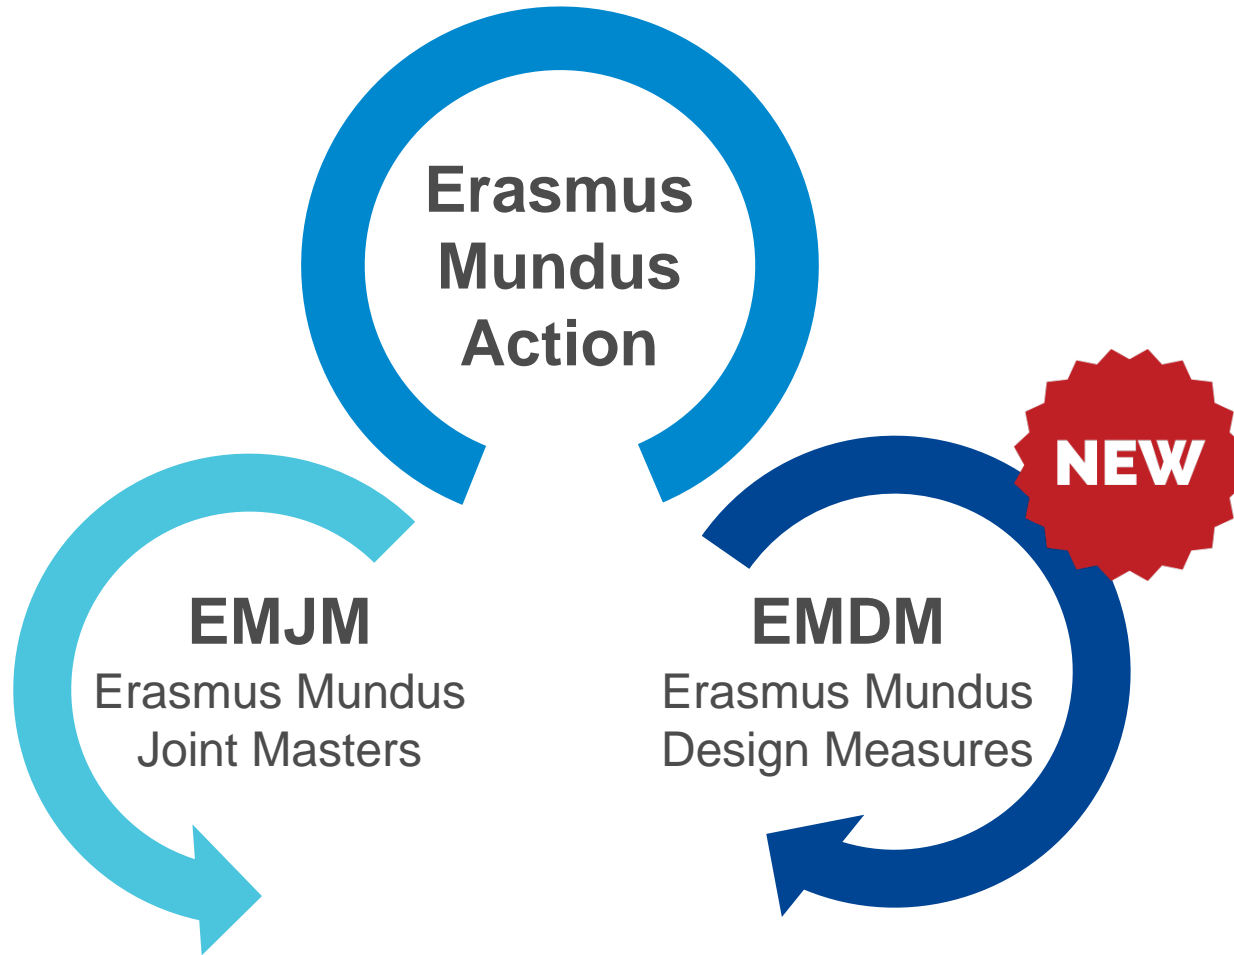 Erasmus
Mundus
Action
NEW
EMJM
Erasmus Mundus
Joint Masters
EMDM
Erasmus Mundus
Design Measures